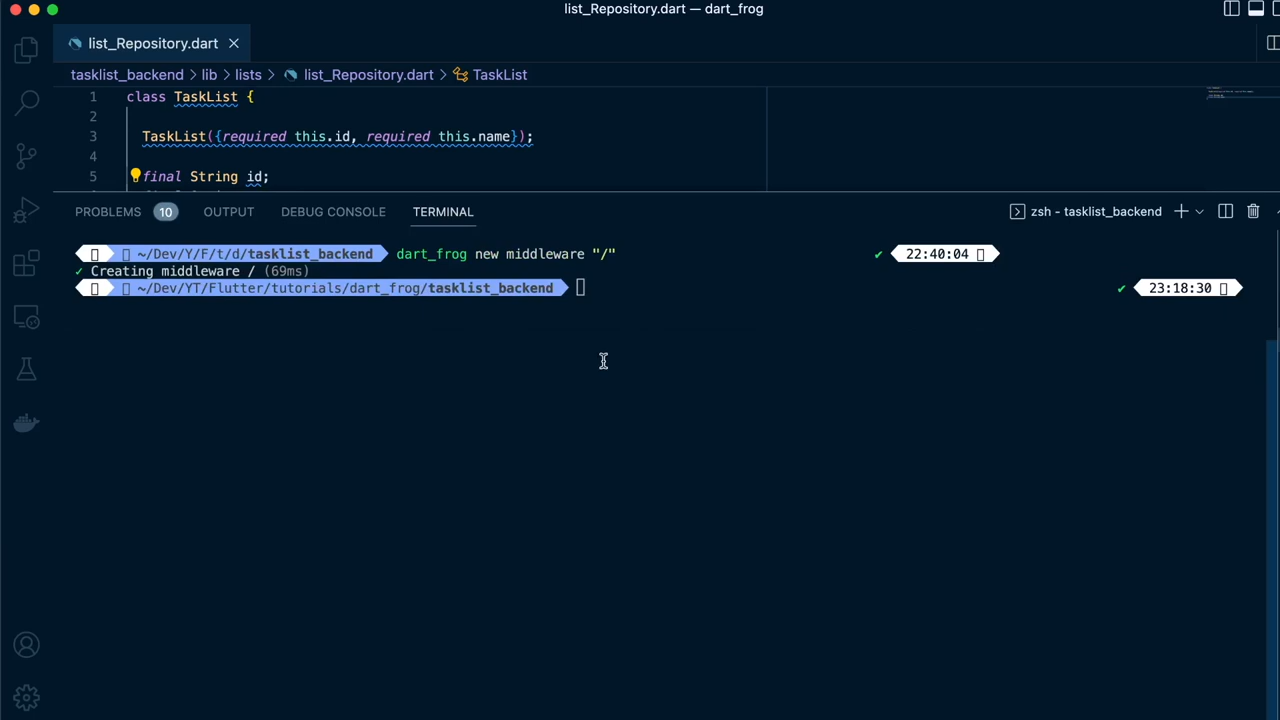 list_Repository.dart — dart_frog
list_Repository.dart
tasklist_backend > lib > lists > list_Repository.dart > TaskList
1 class TaskList {
2
3 TaskList({required this.id, required this.name});
4
5 final String id;
PROBLEMS 10 OUTPUT DEBUG CONSOLE TERMINAL zsh - tasklist_backend
~/Dev/Y/F/t/d/tasklist_backend dart_frog new middleware "/" ✔ 22:40:04
✓ Creating middleware / (69ms)
~/Dev/YT/Flutter/tutorials/dart_frog/tasklist_backend ✔ 23:18:30